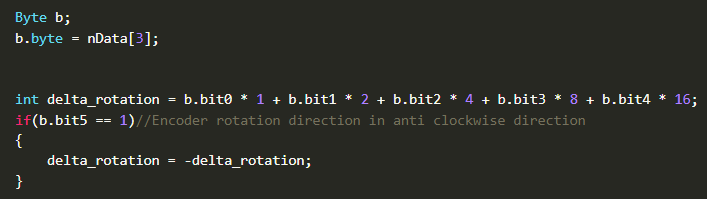 Byte b;
b.byte = nData[3];
int delta_rotation = b.bit0 * 1 + b.bit1 * 2 + b.bit2 * 4 + b.bit3 * 8 + b.bit4 * 16;
if(b.bit5 == 1)//Encoder rotation direction in anti clockwise direction
{
    delta_rotation = -delta_rotation;
}